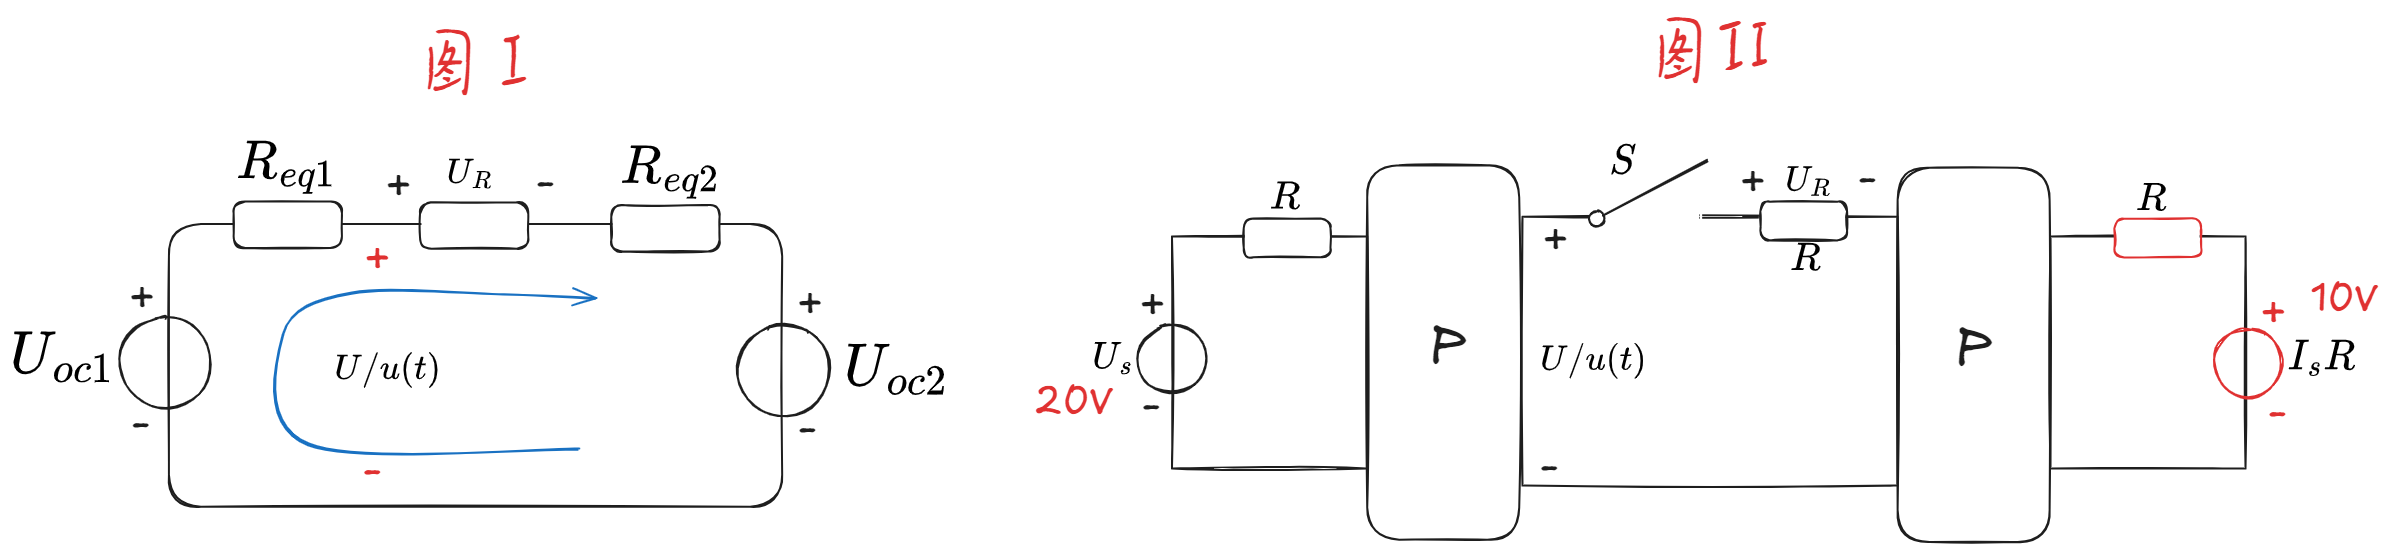 图 I
R_{eq1}
+ U_R -
R_{eq2}
+
+
U_{oc1}
-
U/u(t)
-
+
U_{oc2}
-
图 II
S
R
+ U_R -
R
R
+
U_s
20V
-
P
+
U/u(t)
-
P
+ 10V
I_sR
-